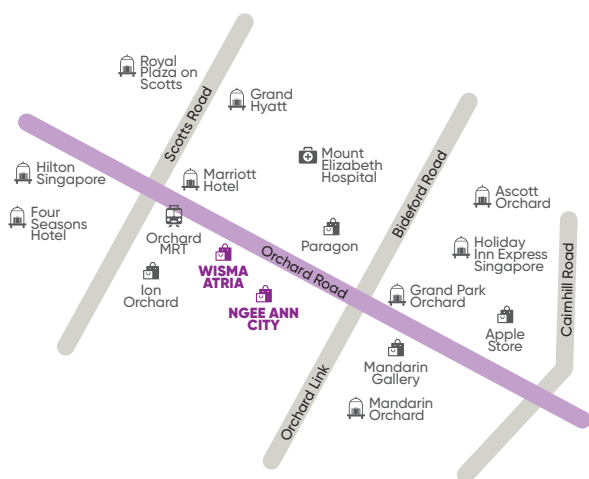 Royal
Plaza on
Scotts
Grand
Hyatt
Scotts Road
Hilton
Singapore
Four
Seasons
Hotel
Marriott
Hotel
Mount
Elizabeth
Hospital
Bideford Road
Ascott
Orchard
Orchard
MRT
Paragon
Holiday
Inn Express
Singapore
WISMA
ATRIA
Orchard Road
Ion
Orchard
NGEE ANN
CITY
Grand Park
Orchard
Apple
Store
Cairnhill Road
Mandarin
Gallery
Orchard Link
Mandarin
Orchard